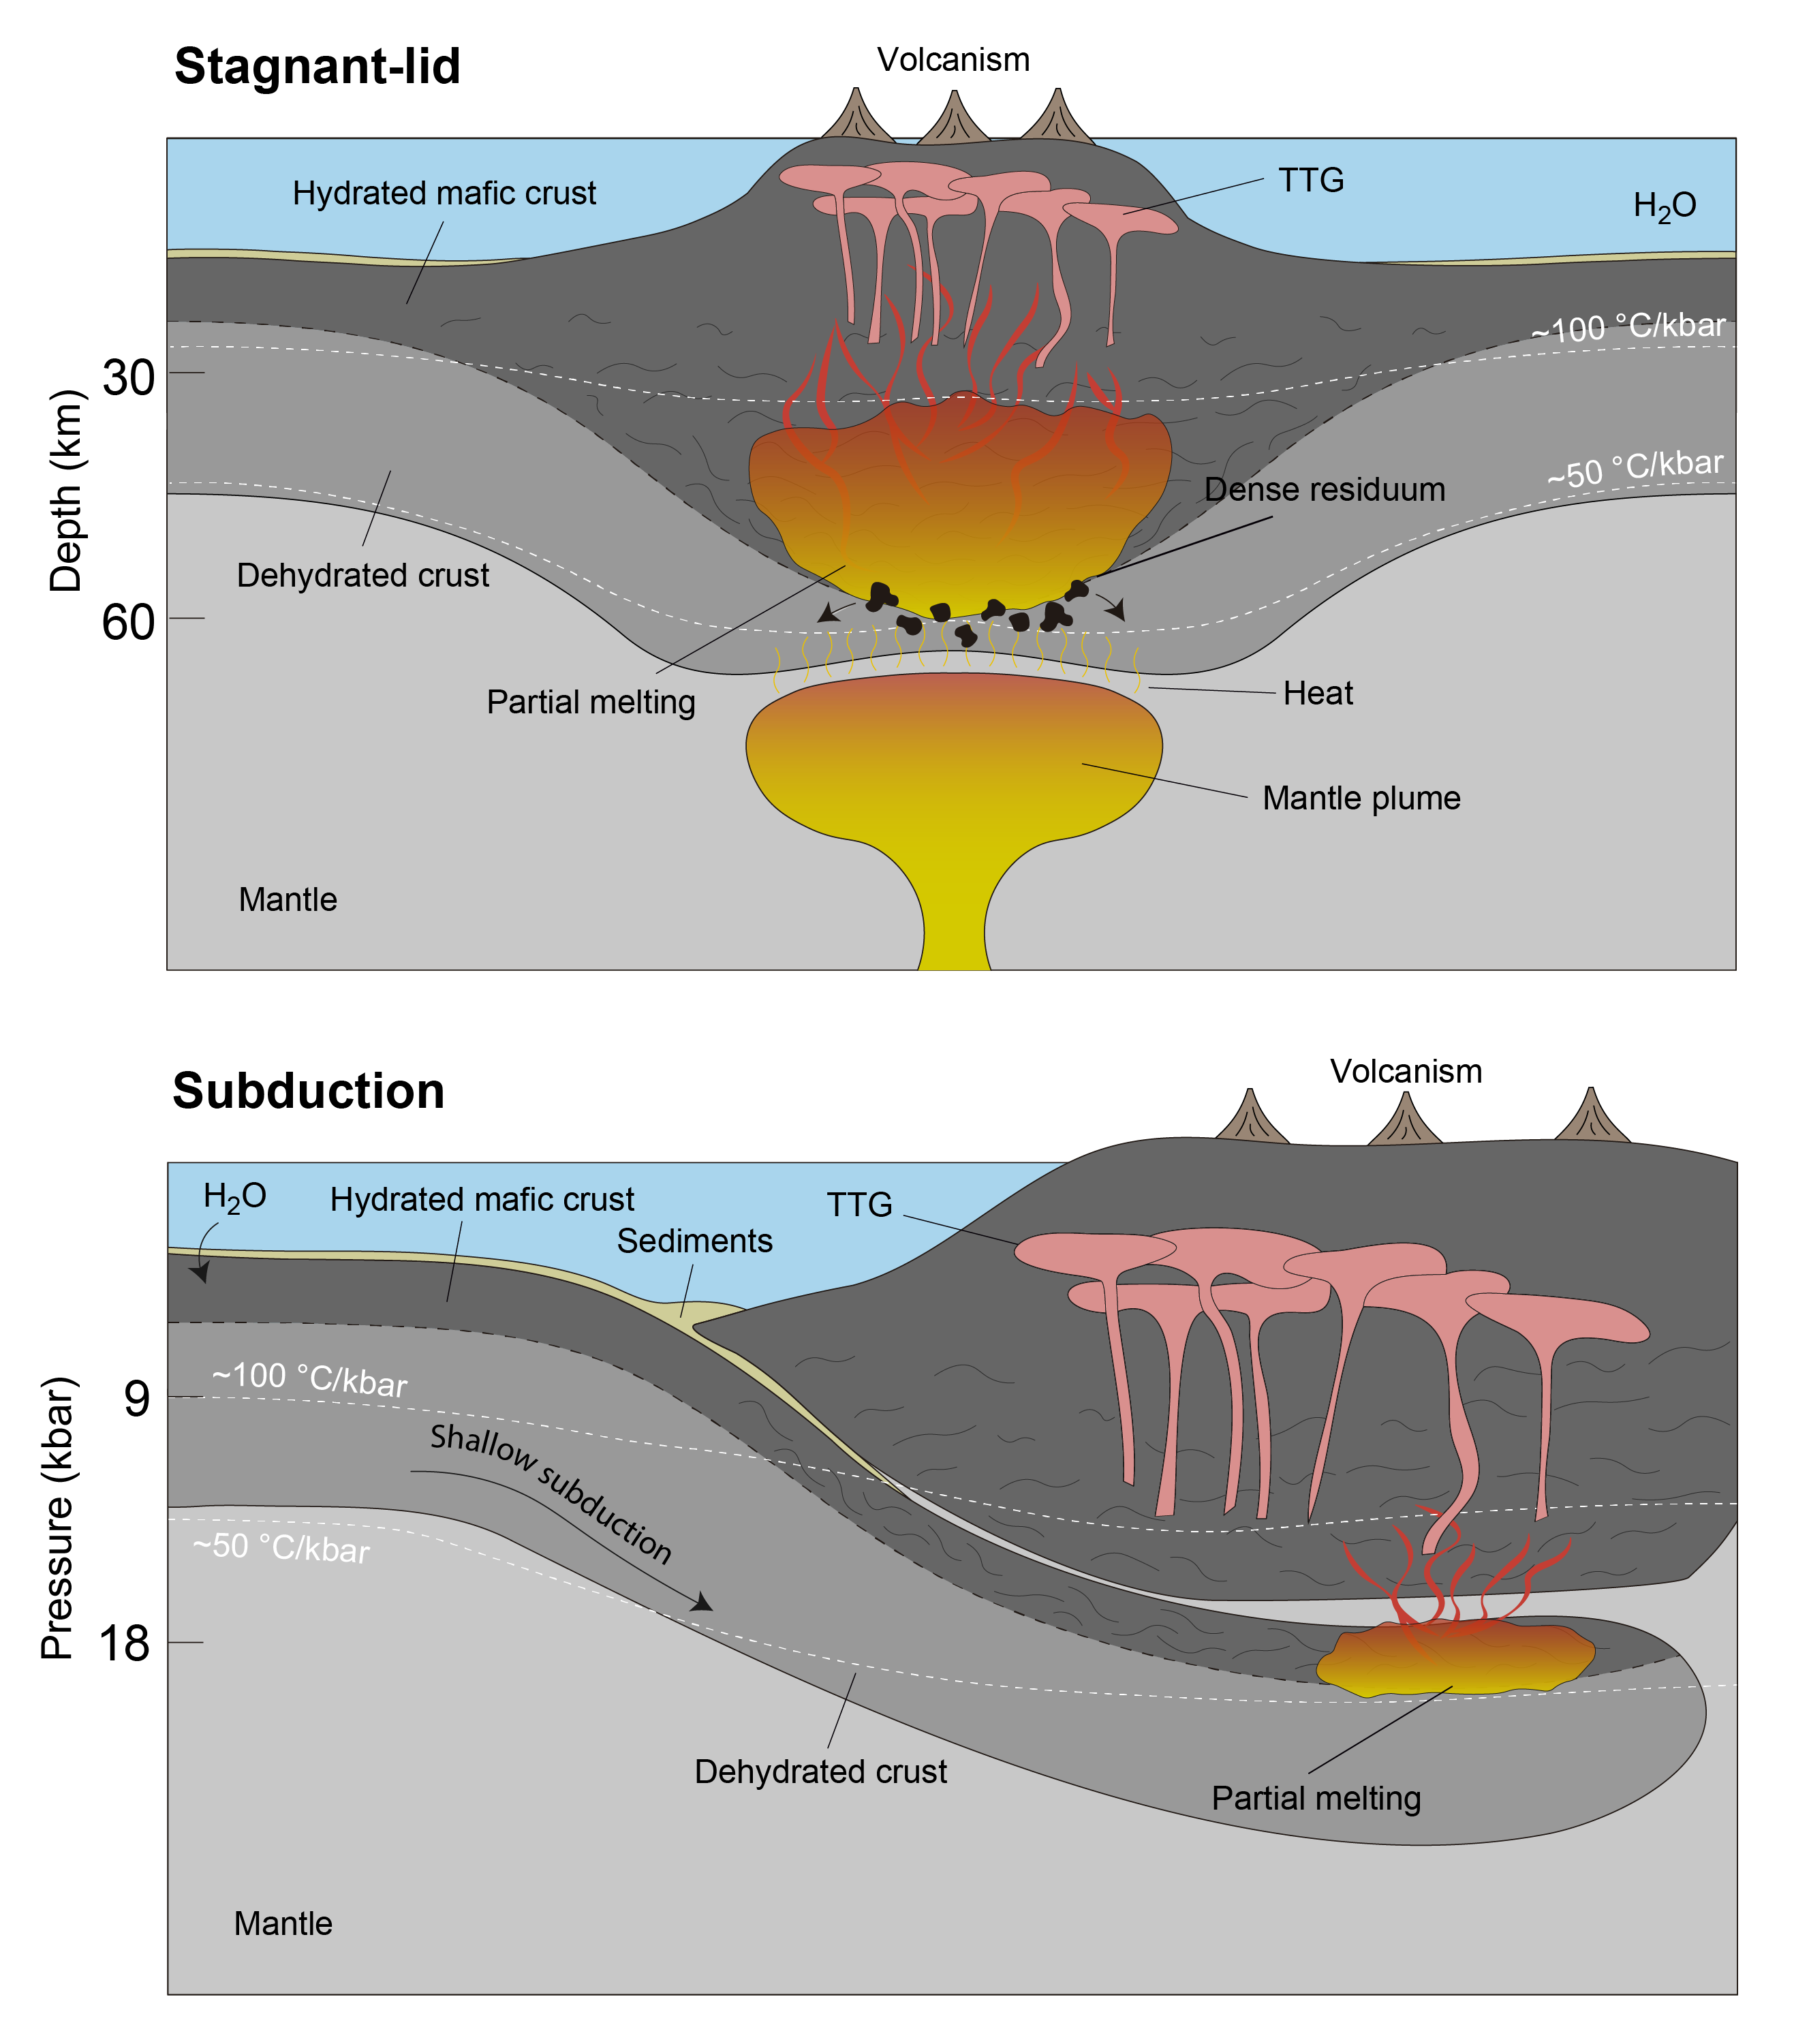 Stagnant-lid
Volcanism
Hydrated mafic crust
TTG
H₂O
~100 °C/kbar
30
Depth (km)
~50 °C/kbar
Dense residuum
Dehydrated crust
60
Partial melting
Heat
Mantle plume
Mantle
Subduction
Volcanism
H₂O
Hydrated mafic crust
TTG
Sediments
~100 °C/kbar
9
Shallow subduction
Pressure (kbar)
~50 °C/kbar
18
Dehydrated crust
Partial melting
Mantle